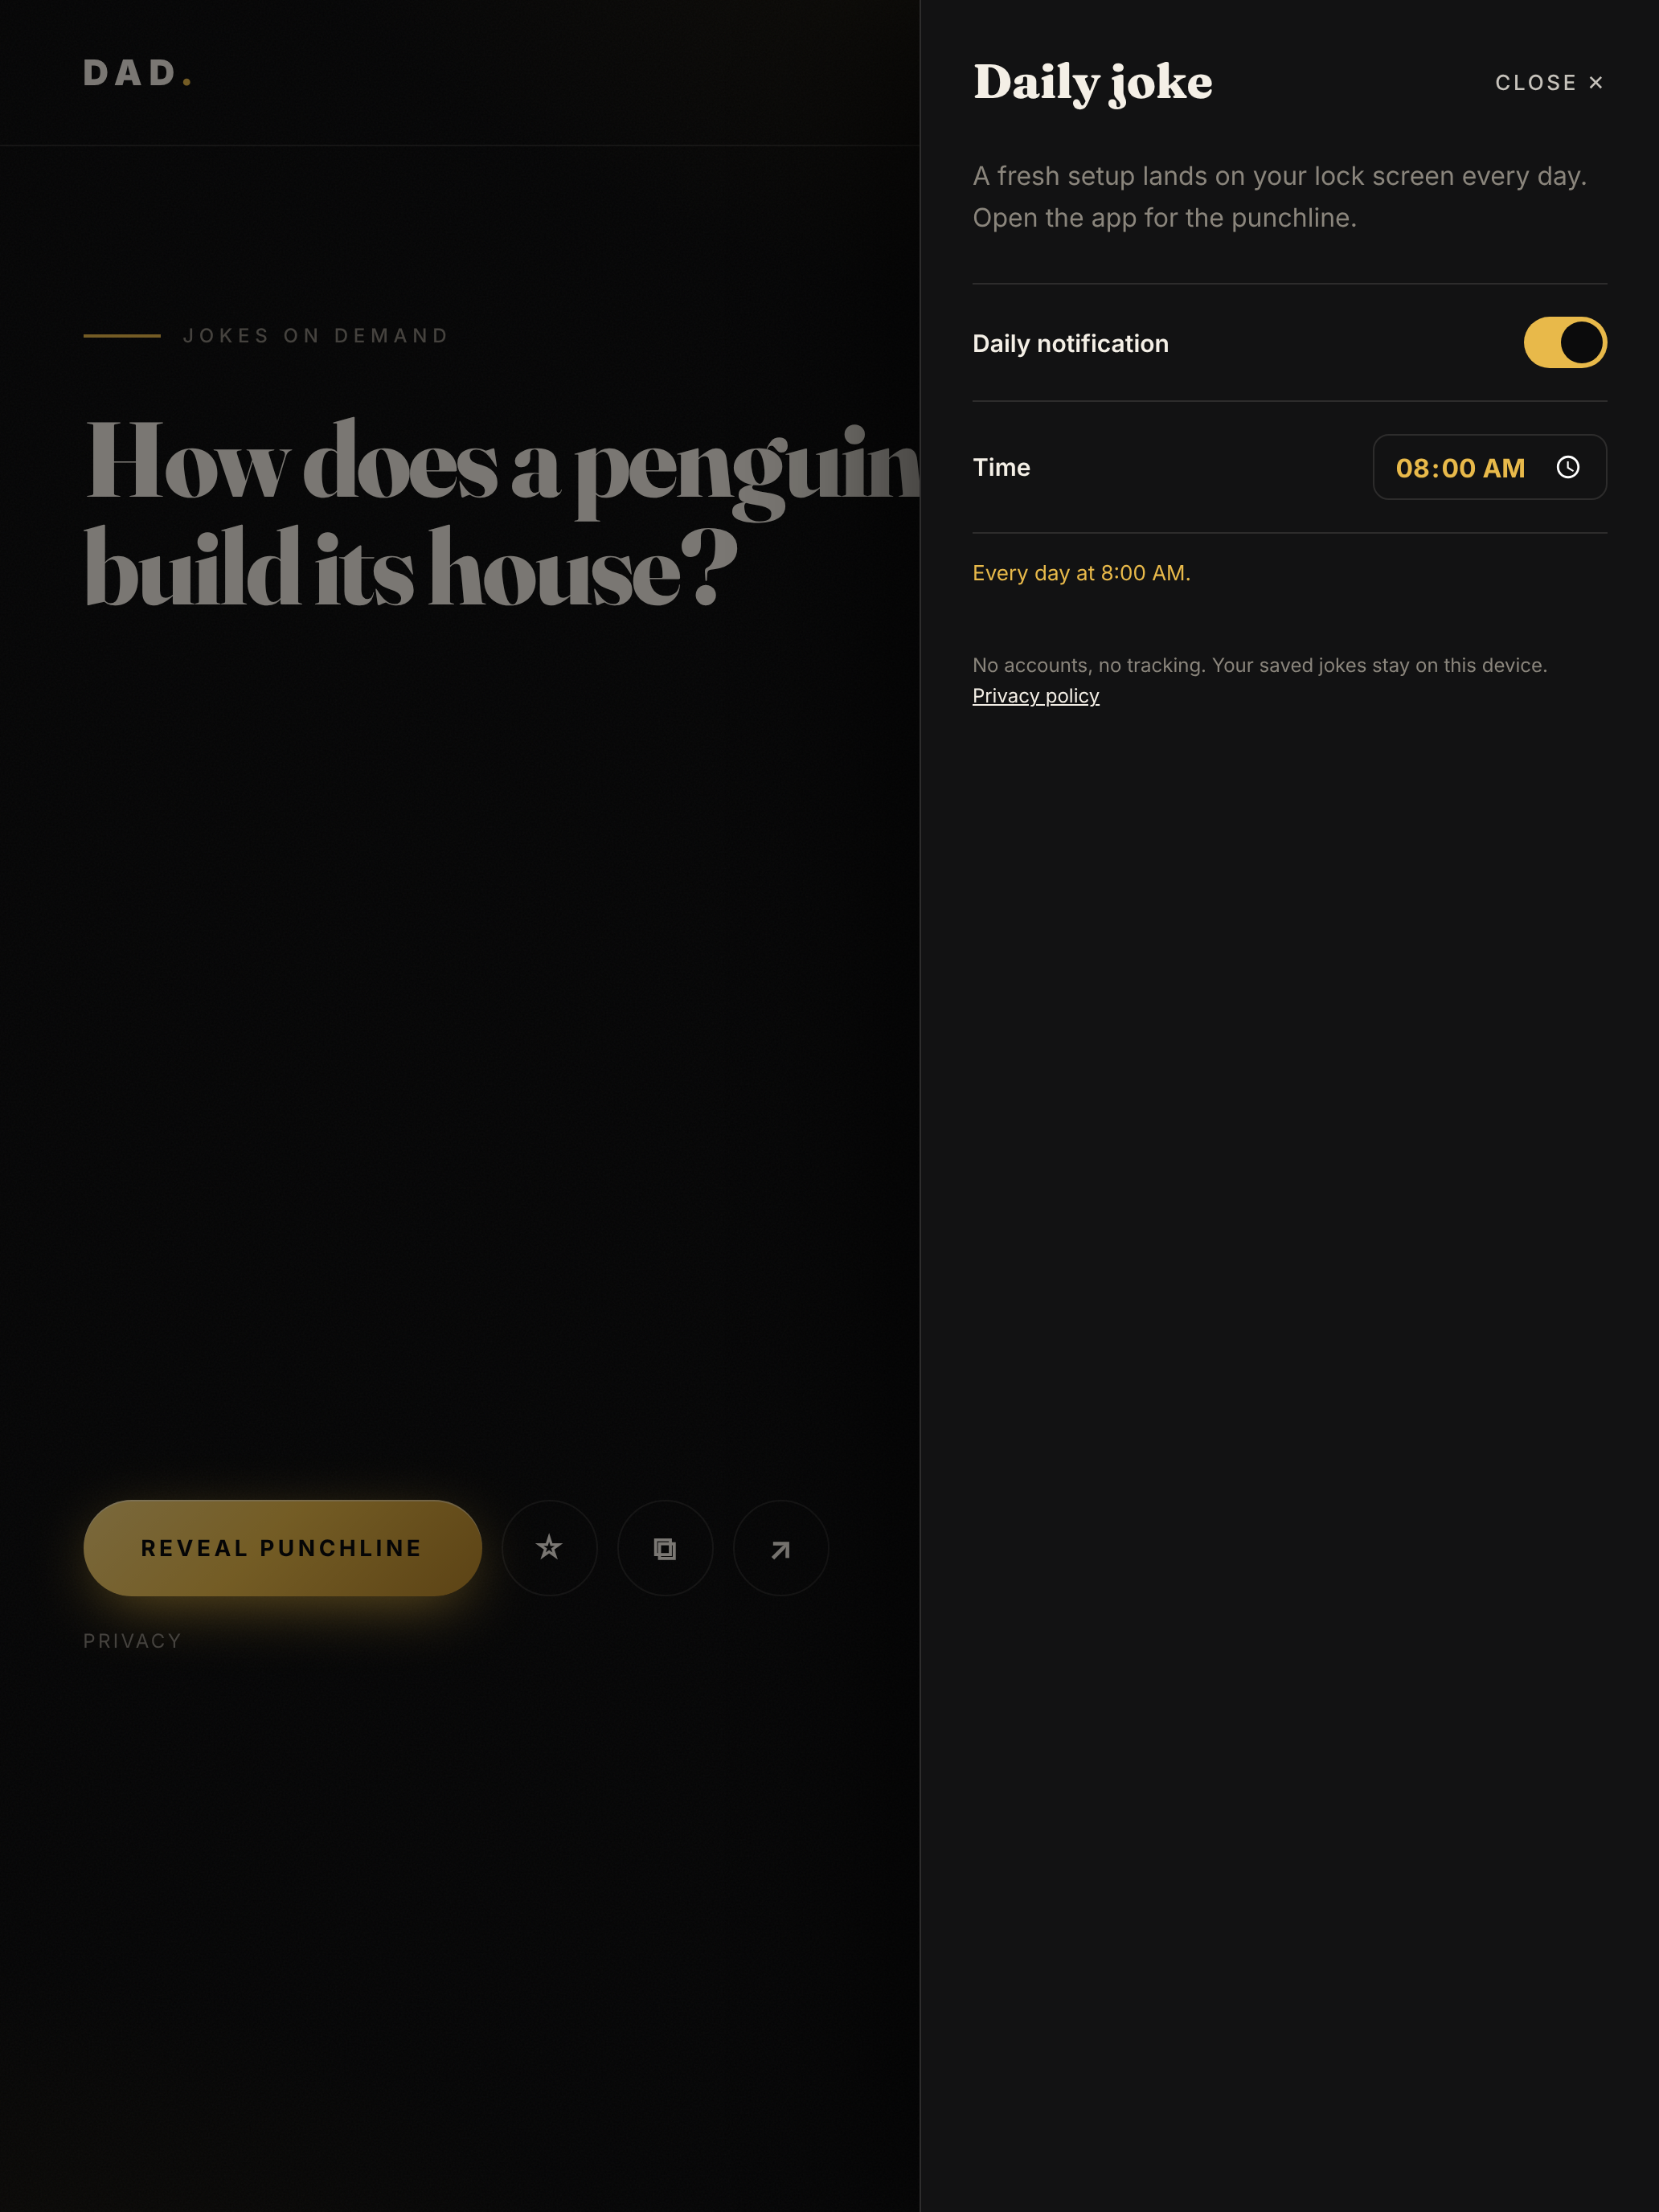 DAD.
JOKES ON DEMAND
How does a penguin
build its house?
REVEAL PUNCHLINE
PRIVACY
Daily joke
CLOSE ×
A fresh setup lands on your lock screen every day.
Open the app for the punchline.
Daily notification
Time
08:00 AM
Every day at 8:00 AM.
No accounts, no tracking. Your saved jokes stay on this device.
Privacy policy